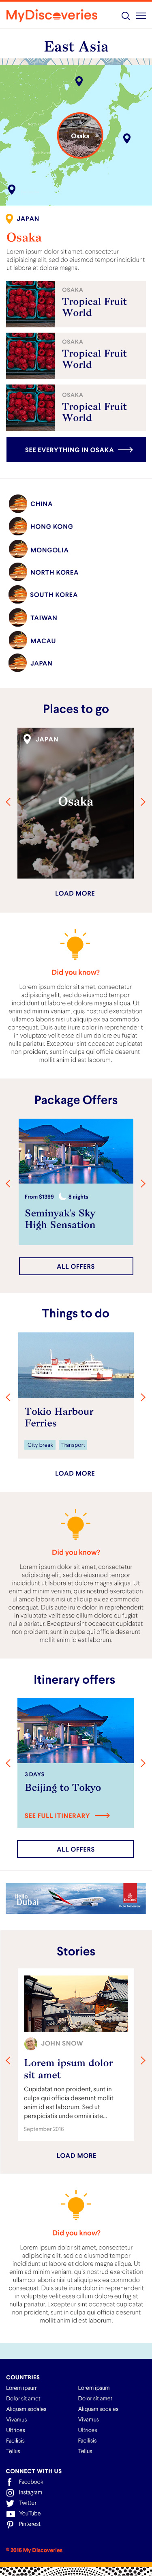 MyDiscoveries
East Asia
Osaka
JAPAN
Osaka
Lorem ipsum dolor sit amet, consectetur
adipiscing elit, sed do eiusmod tempor incididunt
ut labore et dolore magna.
OSAKA
Tropical Fruit
World
OSAKA
Tropical Fruit
World
OSAKA
Tropical Fruit
World
SEE EVERYTHING IN OSAKA
CHINA
HONG KONG
MONGOLIA
NORTH KOREA
SOUTH KOREA
TAIWAN
MACAU
JAPAN
Places to go
JAPAN
Osaka
LOAD MORE
Did you know?
Lorem ipsum dolor sit amet, consectetur
adipiscing elit, sed do eiusmod tempor
incididunt ut labore et dolore magna aliqua. Ut
enim ad minim veniam, quis nostrud exercitation
ullamco laboris nisi ut aliquip ex ea commodo
consequat. Duis aute irure dolor in reprehenderit
in voluptate velit esse cillum dolore eu fugiat
nulla pariatur. Excepteur sint occaecat cupidatat
non proident, sunt in culpa qui officia deserunt
mollit anim id est laborum.
Package Offers
From $1399 8 nights
Seminyak's Sky
High Sensation
ALL OFFERS
Things to do
Tokio Harbour
Ferries
City break Transport
LOAD MORE
Did you know?
Lorem ipsum dolor sit amet, consectetur
adipiscing elit, sed do eiusmod tempor
incididunt ut labore et dolore magna aliqua. Ut
enim ad minim veniam, quis nostrud exercitation
ullamco laboris nisi ut aliquip ex ea commodo
consequat. Duis aute irure dolor in reprehenderit
in voluptate velit esse cillum dolore eu fugiat
nulla pariatur. Excepteur sint occaecat cupidatat
non proident, sunt in culpa qui officia deserunt
mollit anim id est laborum.
Itinerary offers
3 DAYS
Beijing to Tokyo
SEE FULL ITINERARY
ALL OFFERS
Hello
Dubai
Emirates
Hello Tomorrow
Stories
JOHN SNOW
Lorem ipsum dolor
sit amet
Cupidatat non proident, sunt in
culpa qui officia deserunt mollit
anim id est laborum. Sed ut
perspiciatis unde omnis iste...
September 2016
LOAD MORE
Did you know?
Lorem ipsum dolor sit amet, consectetur
adipiscing elit, sed do eiusmod tempor
incididunt ut labore et dolore magna aliqua. Ut
enim ad minim veniam, quis nostrud exercitation
ullamco laboris nisi ut aliquip ex ea commodo
consequat. Duis aute irure dolor in reprehenderit
in voluptate velit esse cillum dolore eu fugiat
nulla pariatur. Excepteur sint occaecat cupidatat
non proident, sunt in culpa qui officia deserunt
mollit anim id est laborum.
COUNTRIES
Lorem ipsum
Dolor sit amet
Aliquam sodales
Vivamus
Ultrices
Facilisis
Tellus
Lorem ipsum
Dolor sit amet
Aliquam sodales
Vivamus
Ultrices
Facilisis
Tellus
CONNECT WITH US
Facebook
Instagram
Twitter
YouTube
Pinterest
© 2016 My Discoveries